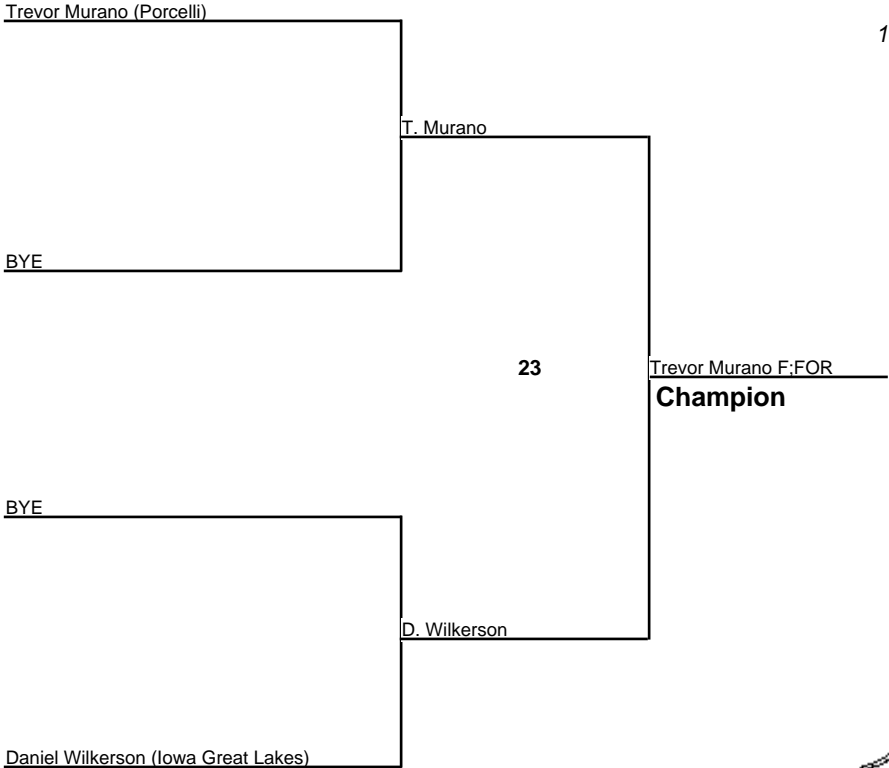 Trevor Murano (Porcelli)
1
T. Murano
BYE
23
Trevor Murano F;FOR
Champion
BYE
D. Wilkerson
Daniel Wilkerson (Iowa Great Lakes)